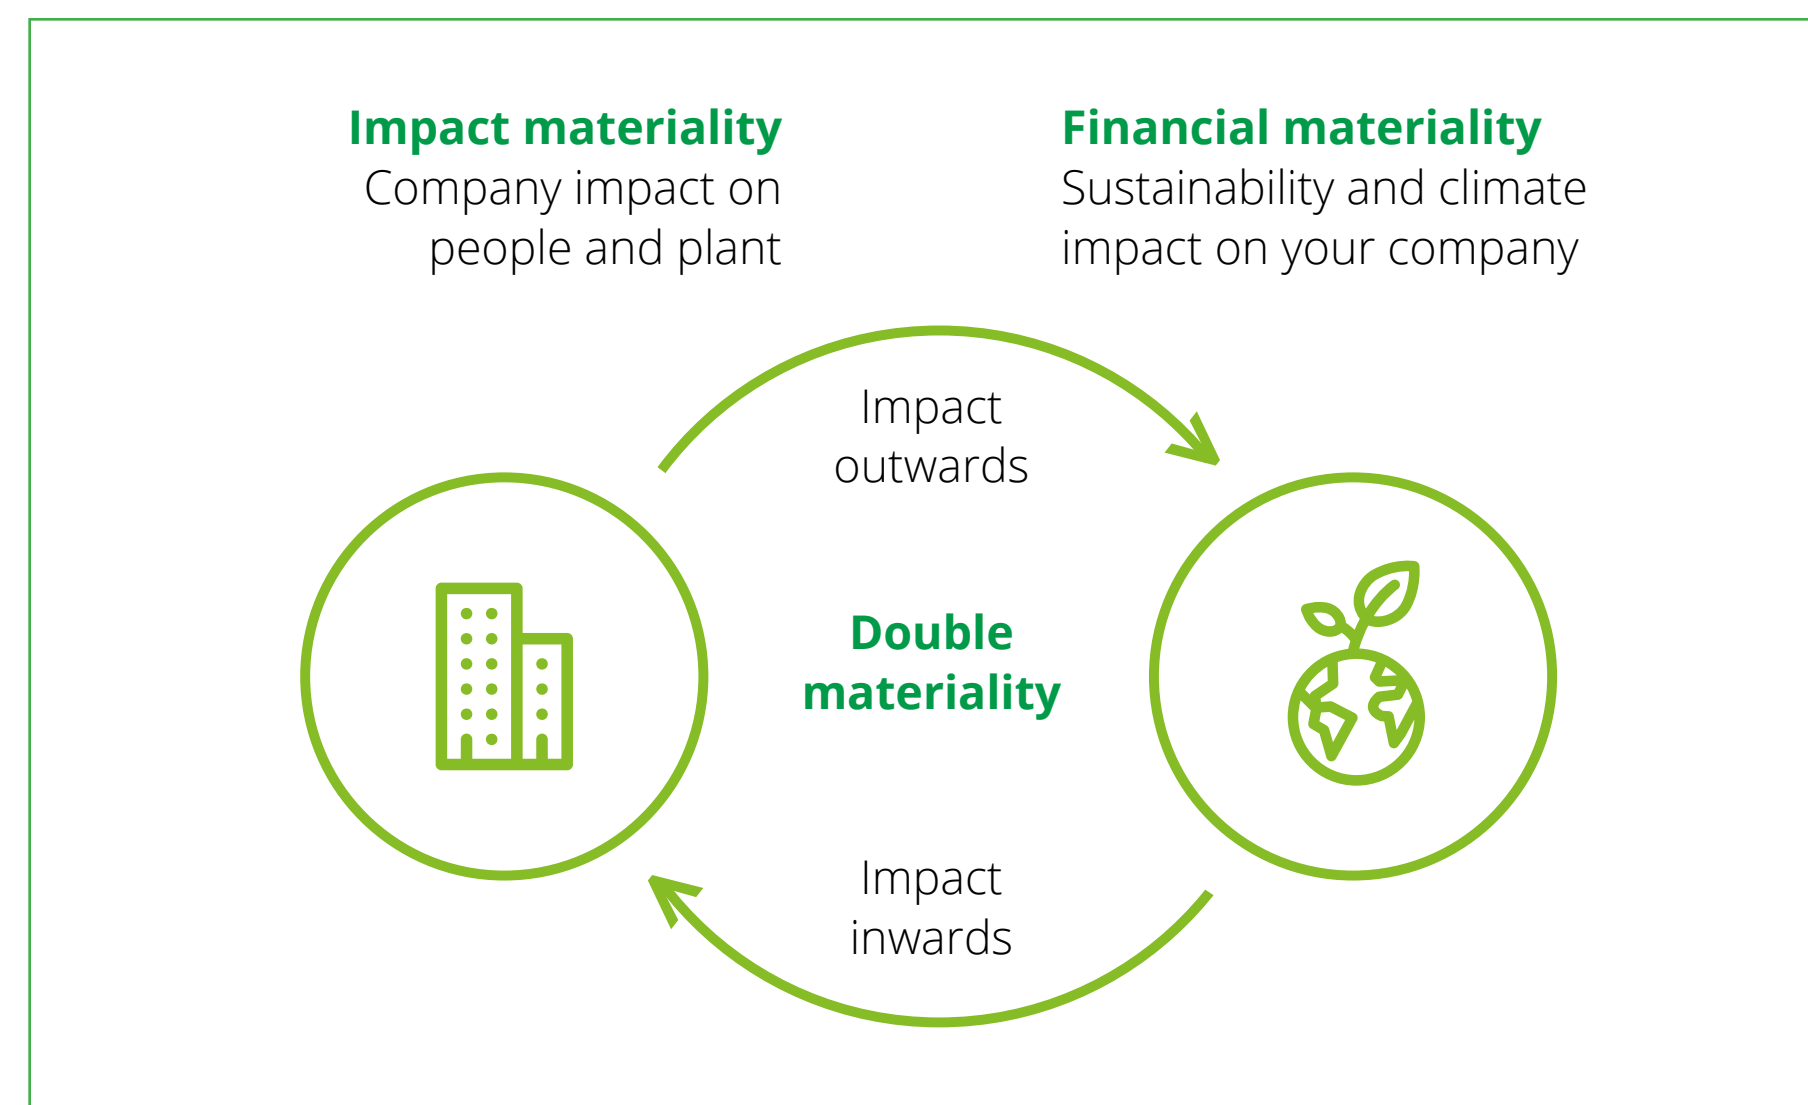 Impact materiality
Company impact on
people and plant
Financial materiality
Sustainability and climate
impact on your company
Impact
outwards
Double
materiality
Impact
inwards